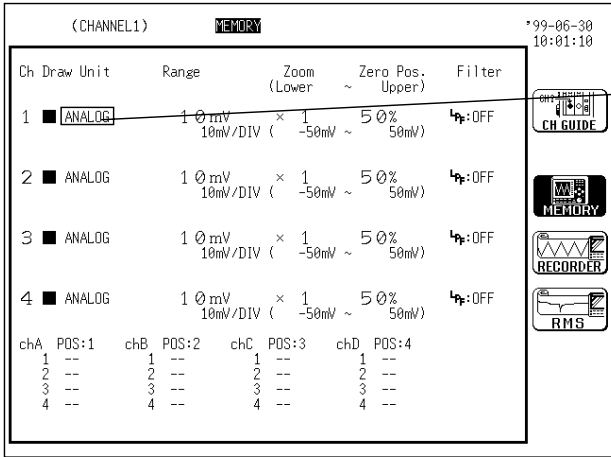 (CHANNEL1) MEMORY '99-06-30
10:01:10
Ch Draw Unit Range Zoom Zero Pos. Filter
(Lower ~ Upper)
1 ANALOG 10mV × 1 50% LPF:OFF
10mV/DIV ( -50mV ~ 50mV)
2 ANALOG 10mV × 1 50% LPF:OFF
10mV/DIV ( -50mV ~ 50mV)
3 ANALOG 10mV × 1 50% LPF:OFF
10mV/DIV ( -50mV ~ 50mV)
4 ANALOG 10mV × 1 50% LPF:OFF
10mV/DIV ( -50mV ~ 50mV)
chA POS:1 chB POS:2 chC POS:3 chD POS:4
1 -- 1 -- 1 -- 1 --
2 -- 2 -- 2 -- 2 --
3 -- 3 -- 3 -- 3 --
4 -- 4 -- 4 -- 4 --
CH GUIDE
MEMORY
RECORDER
RMS